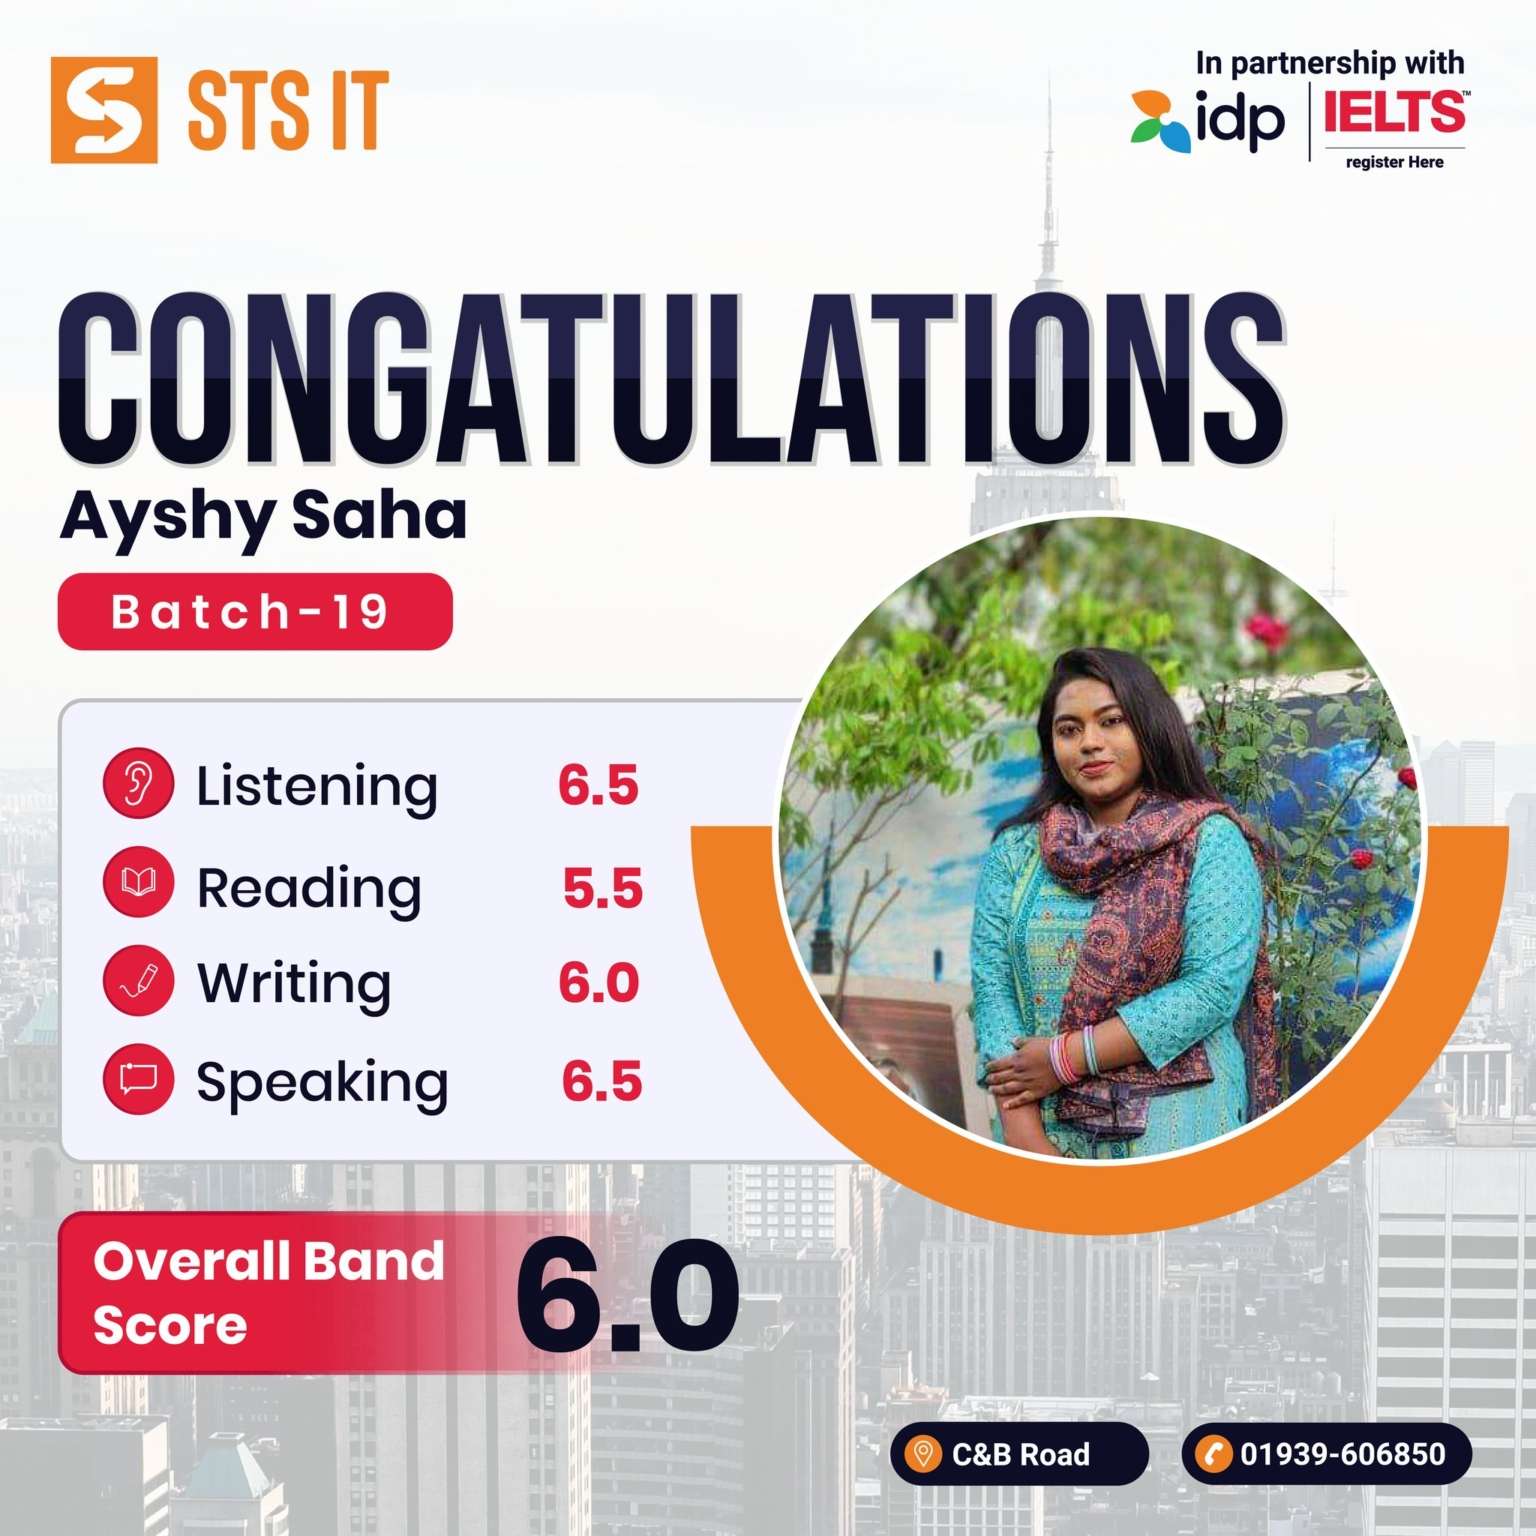 STS IT
In partnership with
idp IELTS™
register Here
CONGATULATIONS
Ayshy Saha
Batch-19
Listening 6.5
Reading 5.5
Writing 6.0
Speaking 6.5
Overall Band
Score
6.0
C&B Road
01939-606850